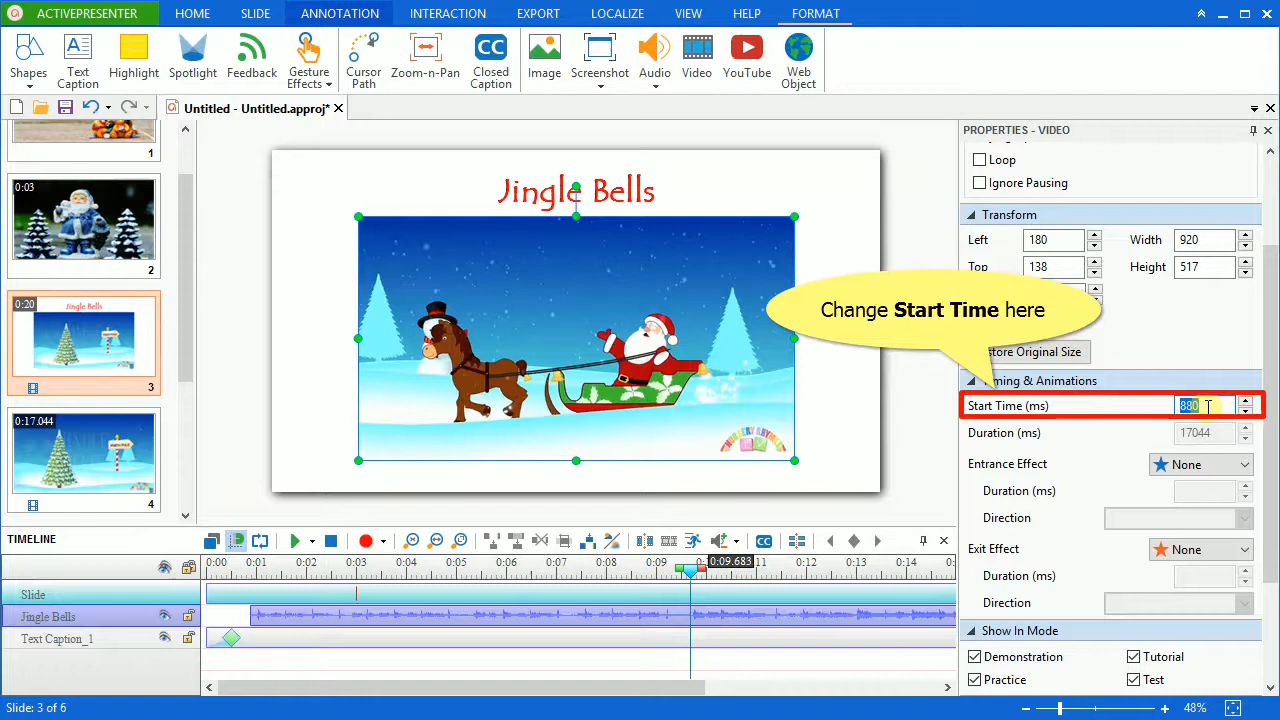 ACTIVEPRESENTER HOME SLIDE ANNOTATION INTERACTION EXPORT LOCALIZE VIEW HELP FORMAT
Shapes Text Caption Highlight Spotlight Feedback Gesture Effects Cursor Path Zoom-n-Pan Closed Caption Image Screenshot Audio Video YouTube Web Object
Untitled - Untitled.approj*
1
0:03
2
0:20
Jingle Bells
3
0:17.044
4
Jingle Bells
NURSERY RHYMES
Change Start Time here
PROPERTIES - VIDEO
Loop
Ignore Pausing
Transform
Left 180 Width 920
Top 138 Height 517
store Original Size
iming & Animations
Start Time (ms) 880
Duration (ms) 17044
Entrance Effect None
Duration (ms)
Direction
Exit Effect None
Duration (ms)
Direction
Show In Mode
Demonstration Tutorial
Practice Test
TIMELINE
CC
0:00 0:01 0:02 0:03 0:04 0:05 0:06 0:07 0:08 0:09 0:09.683 11 0:12 0:13 0:14
Slide
Jingle Bells
Text Caption_1
Slide: 3 of 6
48%